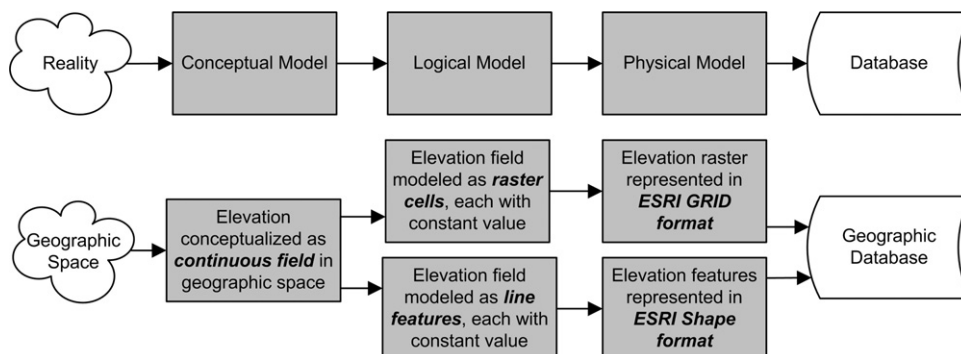 Reality
Conceptual Model
Logical Model
Physical Model
Database
Geographic
Space
Elevation
conceptualized as
continuous field in
geographic space
Elevation field
modeled as raster
cells, each with
constant value
Elevation raster
represented in
ESRI GRID
format
Elevation field
modeled as line
features, each with
constant value
Elevation features
represented in
ESRI Shape
format
Geographic
Database